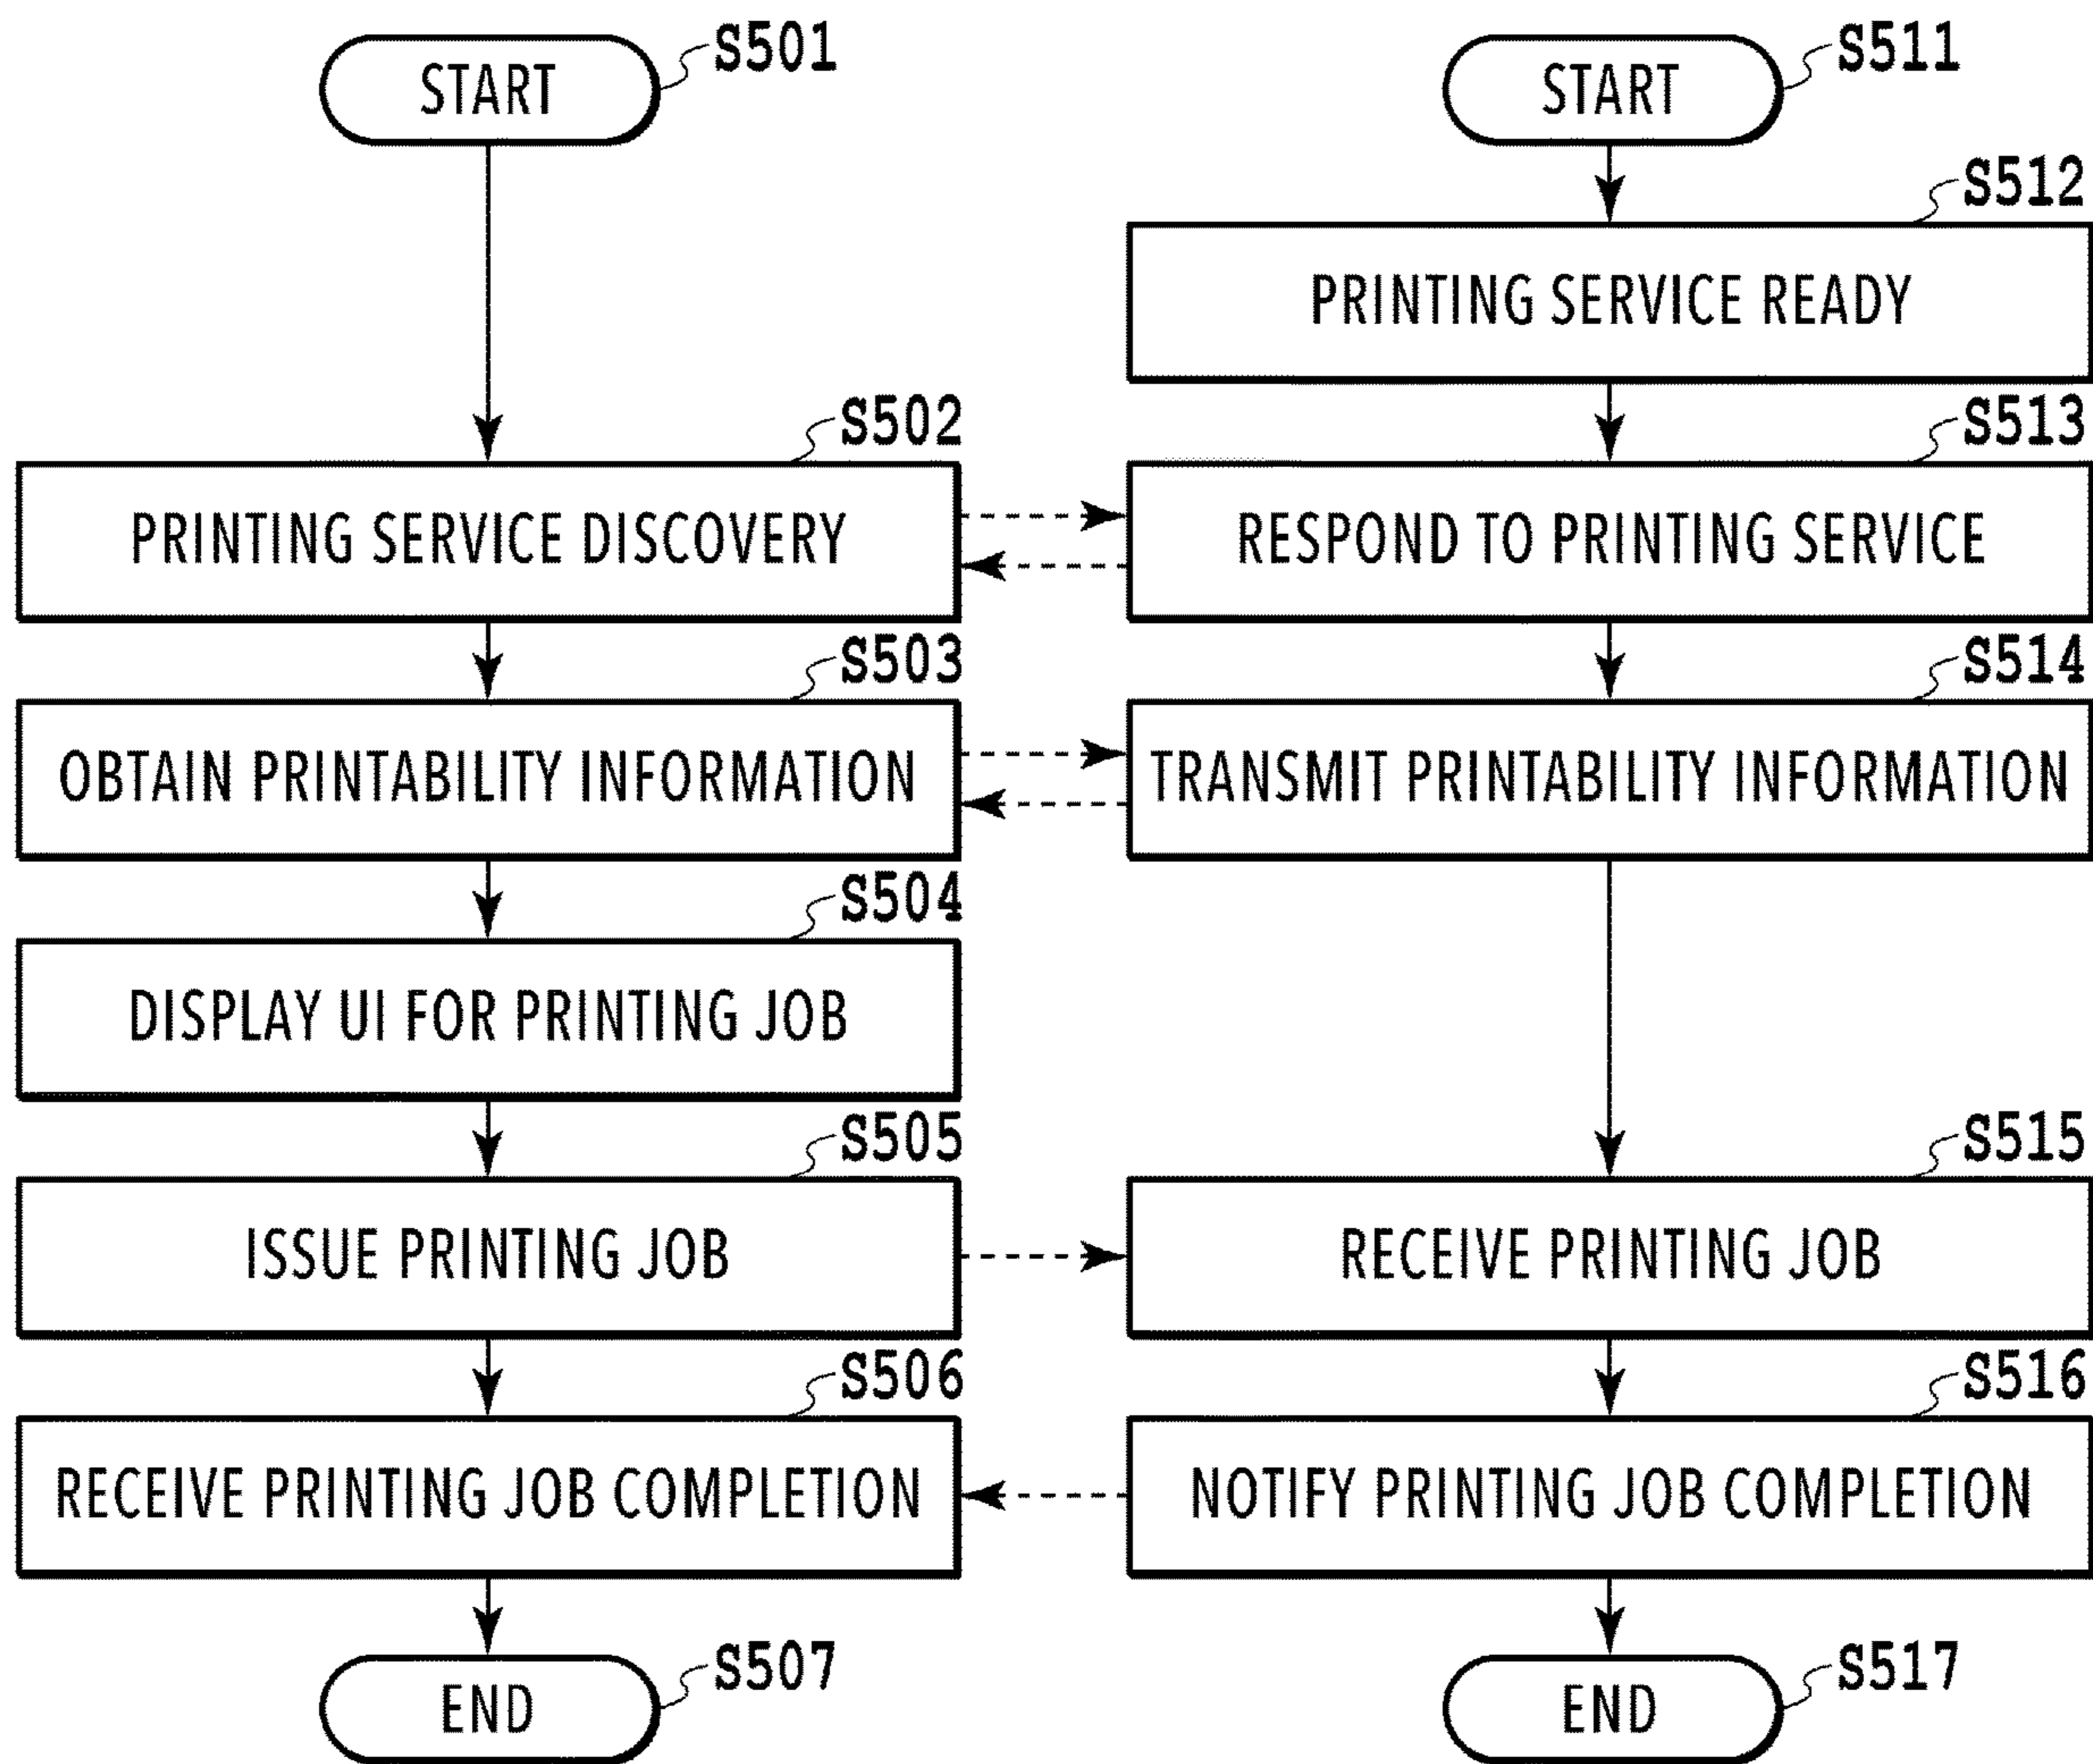 S501
START
S502
PRINTING SERVICE DISCOVERY
S503
OBTAIN PRINTABILITY INFORMATION
S504
DISPLAY UI FOR PRINTING JOB
S505
ISSUE PRINTING JOB
S506
RECEIVE PRINTING JOB COMPLETION
S507
END
S511
START
S512
PRINTING SERVICE READY
S513
RESPOND TO PRINTING SERVICE
S514
TRANSMIT PRINTABILITY INFORMATION
S515
RECEIVE PRINTING JOB
S516
NOTIFY PRINTING JOB COMPLETION
S517
END